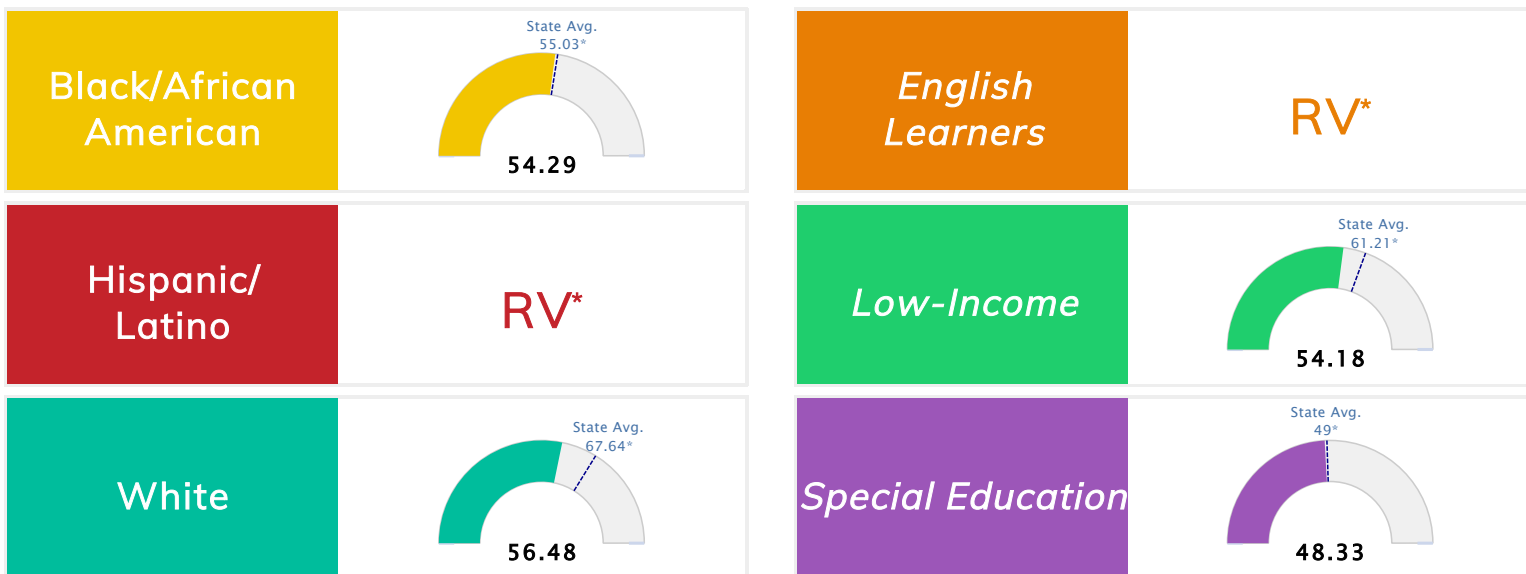 Black/African
American
State Avg.
55.03*
54.29
English
Learners
RV*
Hispanic/
Latino
RV*
Low-Income
State Avg.
61.21*
54.18
White
State Avg.
67.64*
56.48
Special Education
State Avg.
49*
48.33